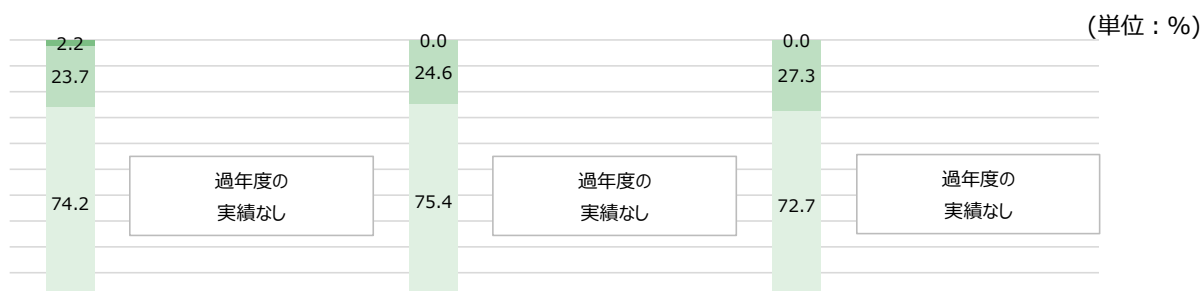 (単位:%)
2.2
0.0
0.0
23.7
24.6
27.3
過年度の
実績なし
過年度の
実績なし
過年度の
実績なし
74.2
75.4
72.7